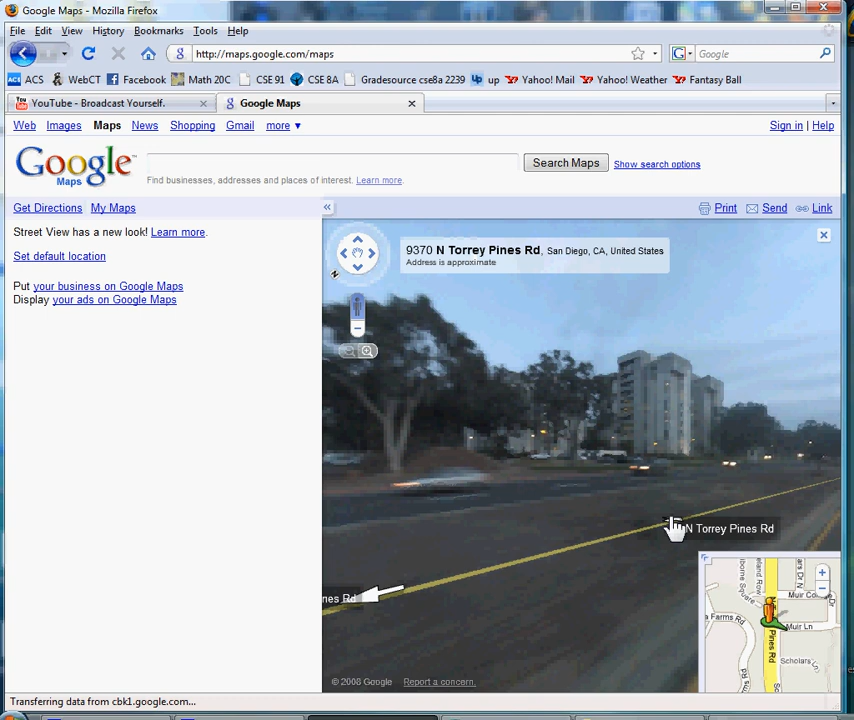 Google Maps - Mozilla Firefox
File Edit View History Bookmarks Tools Help
http://maps.google.com/maps
Google
ACS WebCT Facebook Math 20C CSE 91 CSE 8A Gradesource cse8a 2239 up Yahoo! Mail Yahoo! Weather Fantasy Ball
YouTube - Broadcast Yourself. Google Maps
Web Images Maps News Shopping Gmail more ▼ Sign in | Help
Google Maps
Search Maps Show search options
Find businesses, addresses and places of interest. Learn more.
Get Directions My Maps Print Send Link
Street View has a new look! Learn more.
Set default location
Put your business on Google Maps
Display your ads on Google Maps
9370 N Torrey Pines Rd, San Diego, CA, United States
Address is approximate
N Torrey Pines Rd
nes Rd
Muir Ln
a Farms Rd
Pines Rd
Scholars
© 2008 Google Report a concern.
Transferring data from cbk1.google.com...